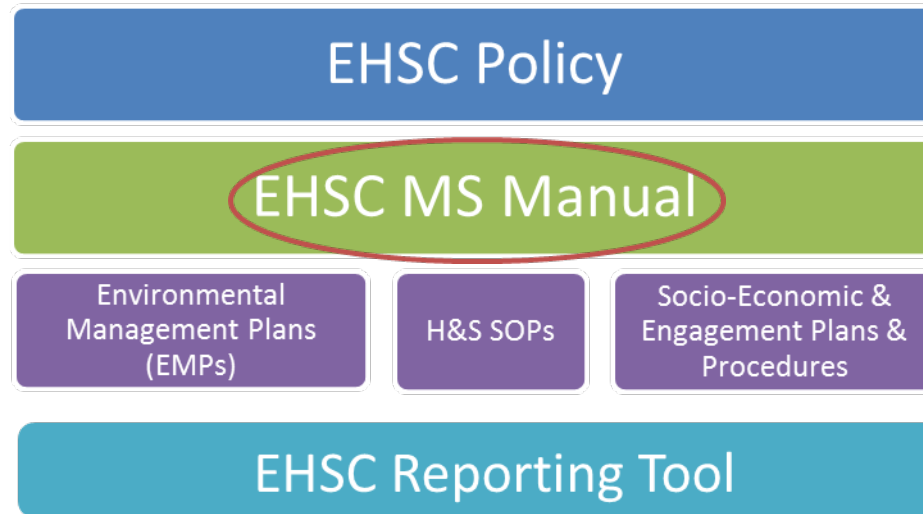 EHSC Policy
EHSC MS Manual
Environmental
Management Plans
(EMPs)
H&S SOPs
Socio-Economic &
Engagement Plans &
Procedures
EHSC Reporting Tool